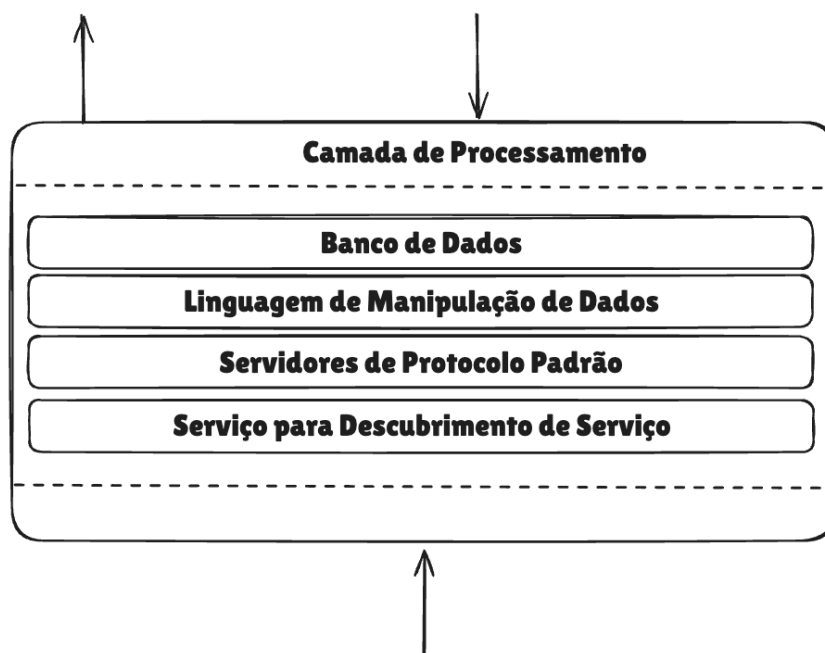 Camada de Processamento
Banco de Dados
Linguagem de Manipulação de Dados
Servidores de Protocolo Padrão
Serviço para Descubrimento de Serviço